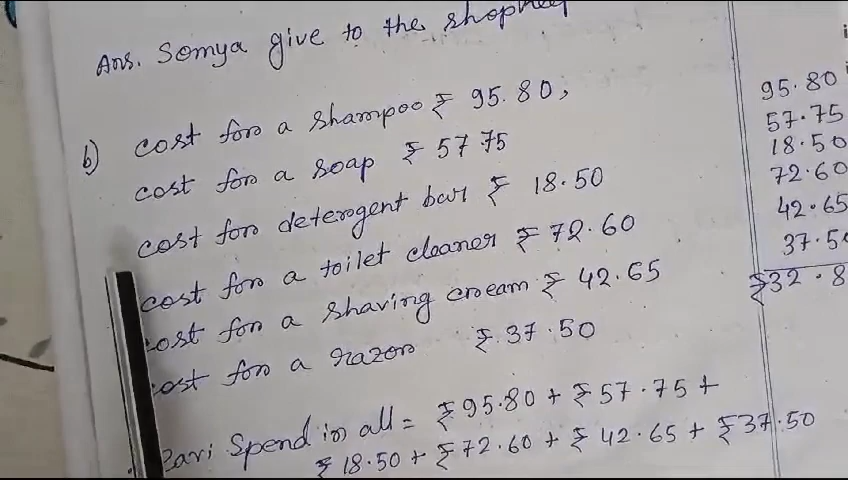 Ans. Somya give to the
b) cost for a shampoo ₹ 95.80,
cost for a soap ₹ 57.75
cost for detergent bar ₹ 18.50
cost for a toilet cleaner ₹ 72.60
cost for a shaving cream ₹ 42.65
cost for a razor ₹ 37.50
Ravi Spend in all = ₹95.80 + ₹57.75 +
₹18.50 + ₹72.60 + ₹42.65 + ₹37.50
95.80
57.75
18.50
72.60
42.65
37.5